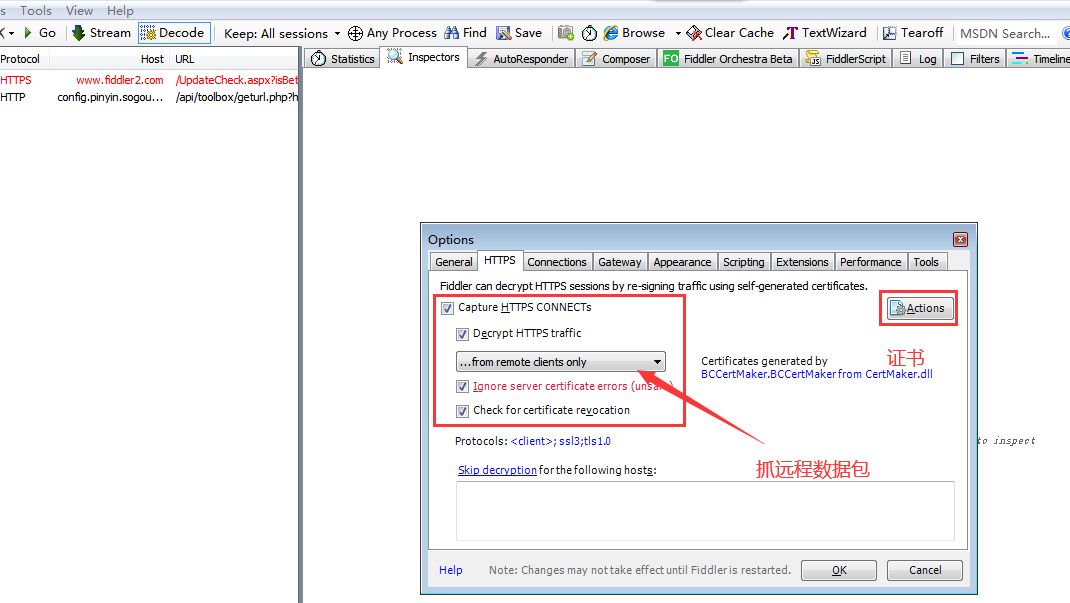 s Tools View Help
Go Stream Decode Keep: All sessions Any Process Find Save Browse Clear Cache TextWizard Tearoff MSDN Search...
Protocol Host URL
Statistics Inspectors AutoResponder Composer FO Fiddler Orchestra Beta FiddlerScript Log Filters Timeline
HTTPS www.fiddler2.com /UpdateCheck.aspx?isBet
HTTP config.pinyin.sogou... /api/toolbox/geturl.php?h
Options
General HTTPS Connections Gateway Appearance Scripting Extensions Performance Tools
Fiddler can decrypt HTTPS sessions by re-signing traffic using self-generated certificates.
Capture HTTPS CONNECTs
Actions
Decrypt HTTPS traffic
...from remote clients only
Certificates generated by
证书
BCCertMaker.BCCertMaker from CertMaker.dll
Ignore server certificate errors (unsafe)
Check for certificate revocation
Protocols: <client>; ssl3;tls1.0
to inspect
抓远程数据包
Skip decryption for the following hosts:
Help Note: Changes may not take effect until Fiddler is restarted. OK Cancel